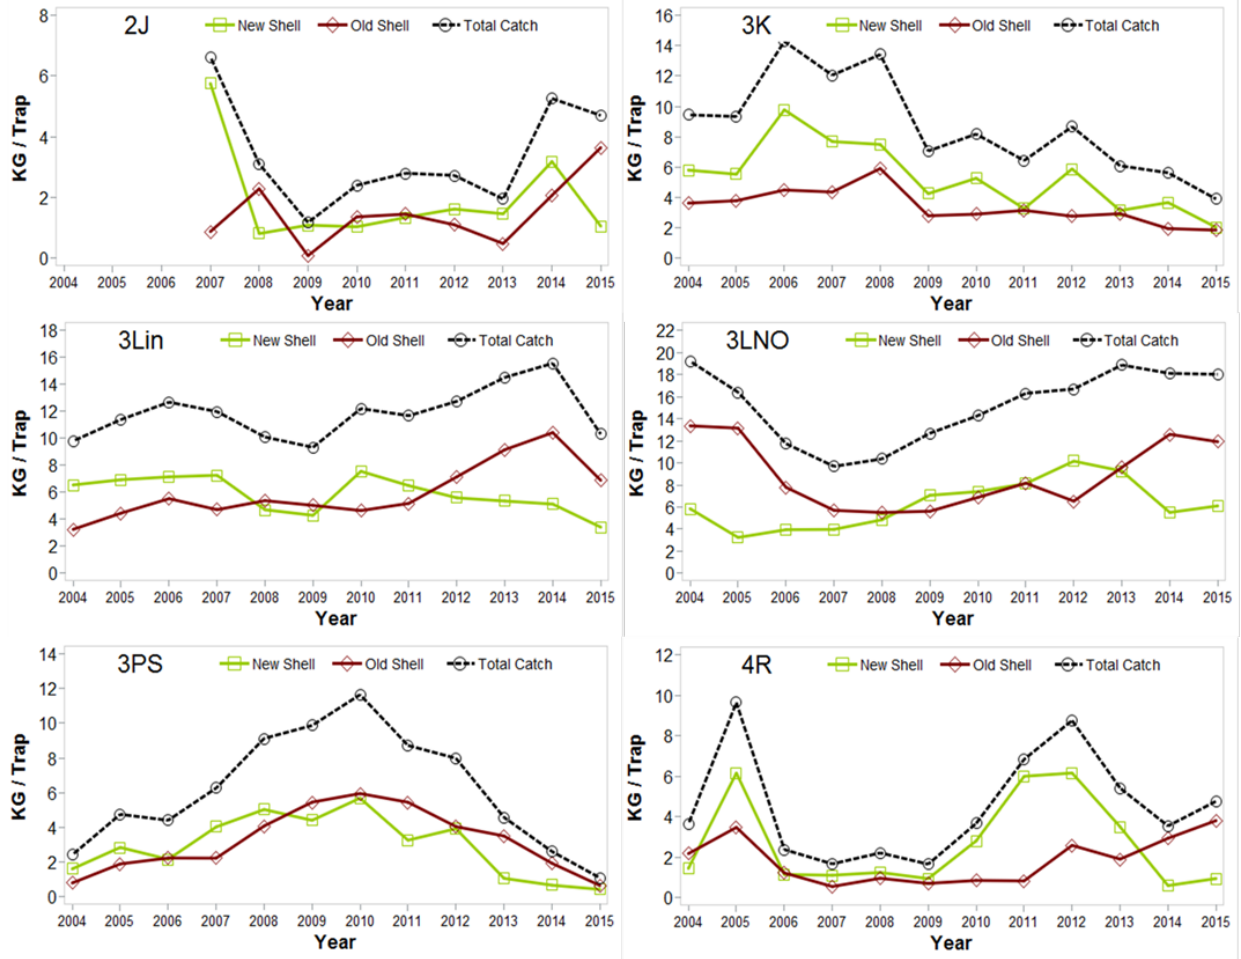 2J New Shell Old Shell Total Catch
KG / Trap
8
6
4
2
0
2004 2005 2006 2007 2008 2009 2010 2011 2012 2013 2014 2015
Year
3K New Shell Old Shell Total Catch
KG / Trap
16
14
12
10
8
6
4
2
0
2004 2005 2006 2007 2008 2009 2010 2011 2012 2013 2014 2015
Year
3Lin New Shell Old Shell Total Catch
KG / Trap
18
16
14
12
10
8
6
4
2
0
2004 2005 2006 2007 2008 2009 2010 2011 2012 2013 2014 2015
Year
3LNO New Shell Old Shell Total Catch
KG / Trap
22
20
18
16
14
12
10
8
6
4
2
0
2004 2005 2006 2007 2008 2009 2010 2011 2012 2013 2014 2015
Year
3PS New Shell Old Shell Total Catch
KG / Trap
14
12
10
8
6
4
2
0
2004 2005 2006 2007 2008 2009 2010 2011 2012 2013 2014 2015
Year
4R New Shell Old Shell Total Catch
KG / Trap
12
10
8
6
4
2
0
2004 2005 2006 2007 2008 2009 2010 2011 2012 2013 2014 2015
Year